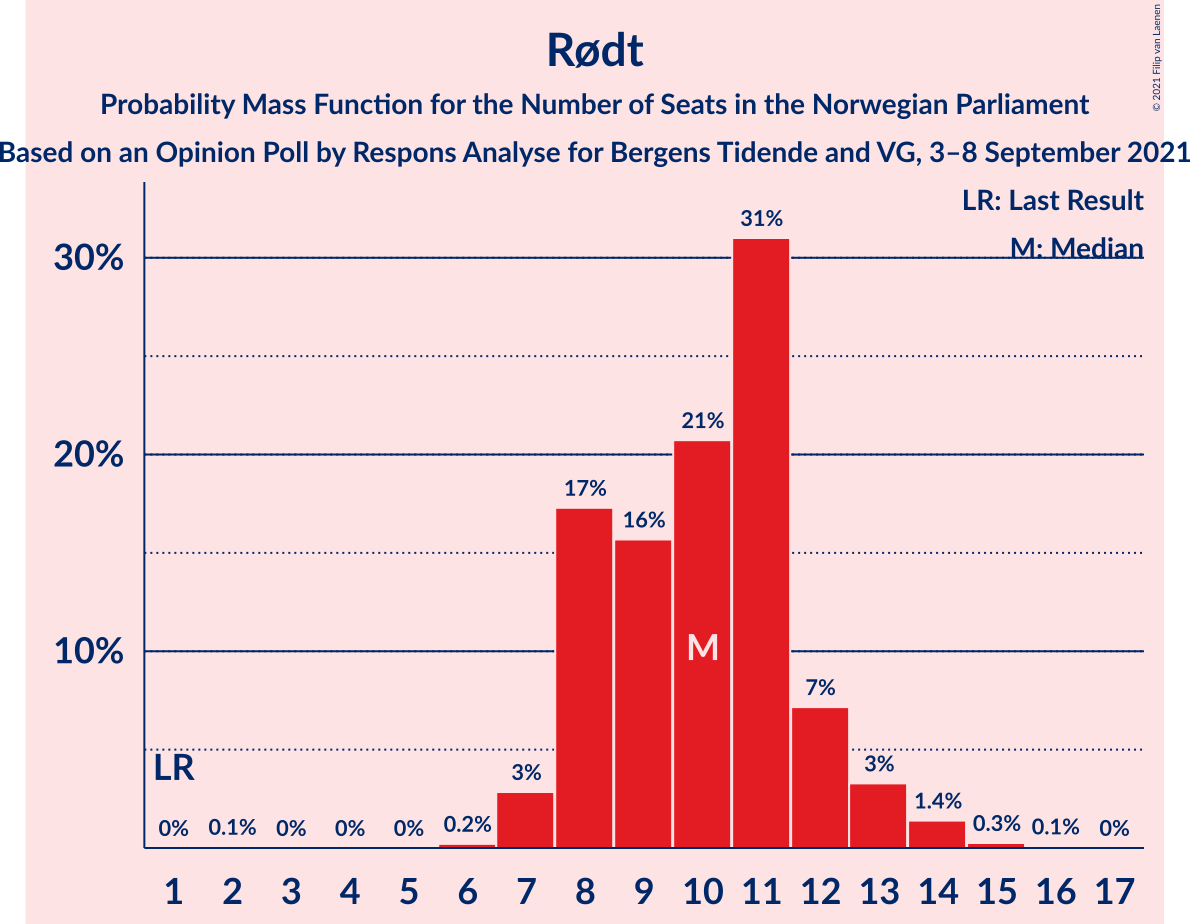 © 2021 Filip van Laenen
Rødt
Probability Mass Function for the Number of Seats in the Norwegian Parliament
Based on an Opinion Poll by Respons Analyse for Bergens Tidende and VG, 3–8 September 2021
LR: Last Result
M: Median
31%
30%
21%
20%
17%
16%
10%
M
7%
LR
3%
3%
1.4%
0% 0.1% 0% 0% 0% 0.2% 0.3% 0.1% 0%
1 2 3 4 5 6 7 8 9 10 11 12 13 14 15 16 17